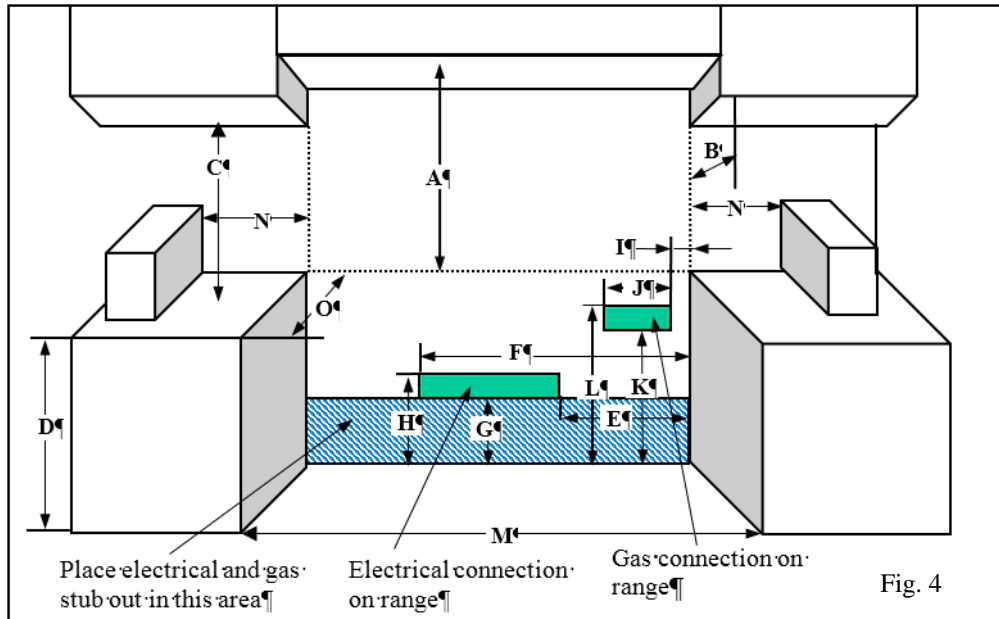 A¶
B¶
C¶
N
N
I¶
J¶
O¶
F¶
L¶
K¶
D¶
H¶
G¶
E¶
M¶
Place·electrical·and·gas·
stub·out·in·this·area¶
Electrical·connection·
on·range¶
Gas·connection·on·
range¶
Fig. 4